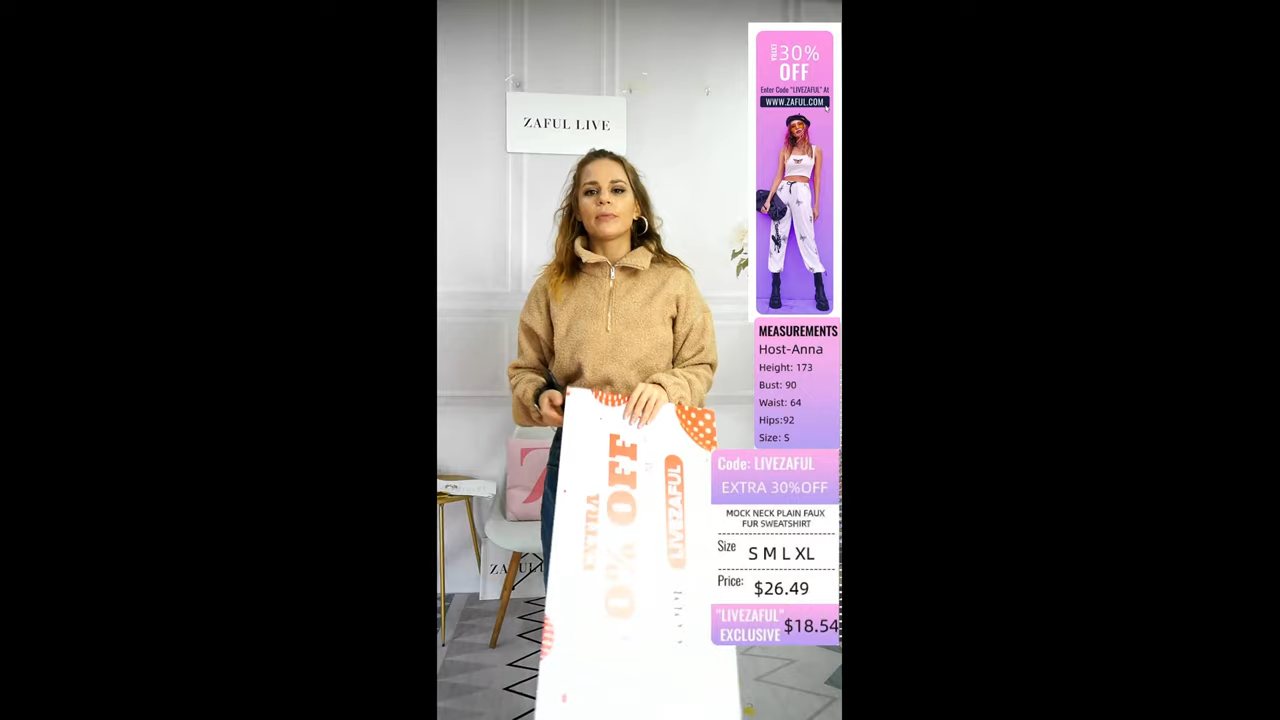 ZAFUL LIVE
EXTRA 30%
OFF
Enter Code "LIVEZAFUL" At
WWW.ZAFUL.COM
MEASUREMENTS
Host-Anna
Height: 173
Bust: 90
Waist: 64
Hips:92
Size: S
Code: LIVEZAFUL
EXTRA 30%OFF
MOCK NECK PLAIN FAUX
FUR SWEATSHIRT
Size
S M L XL
Price:
$26.49
"LIVEZAFUL"
EXCLUSIVE
$18.54
EXTRA
0% OFF
LIVEZAFUL